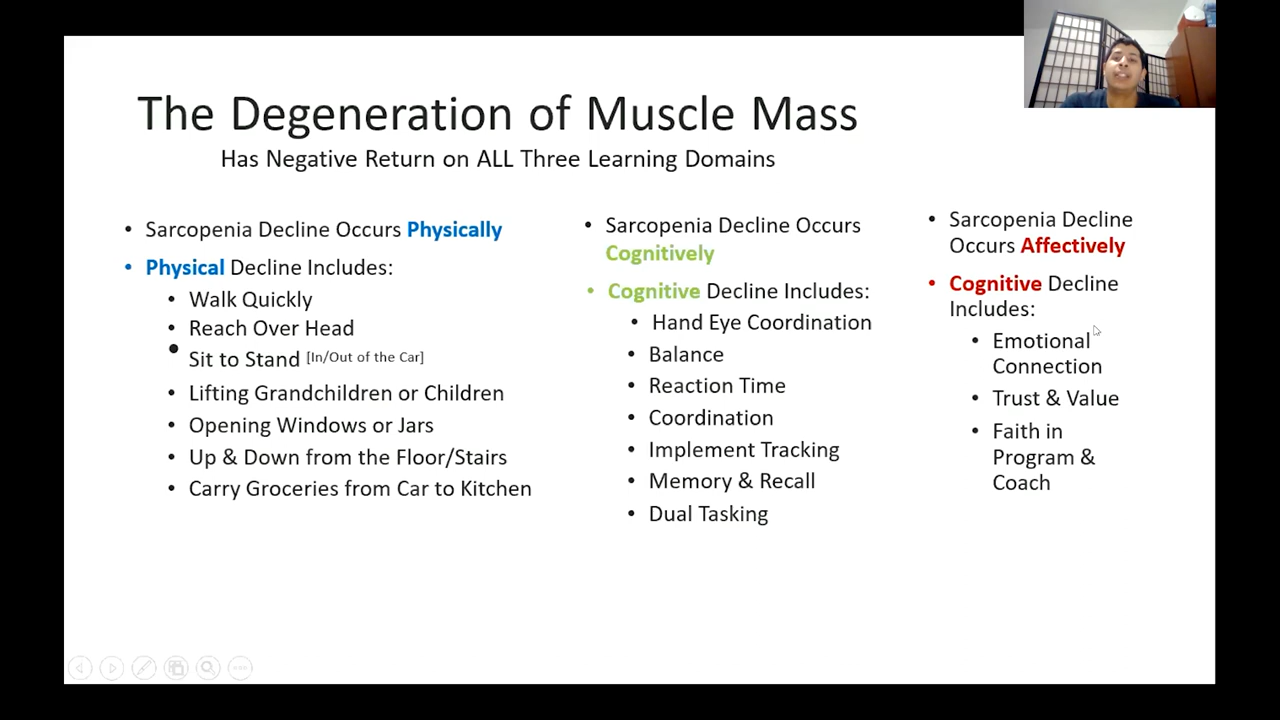 The Degeneration of Muscle Mass
Has Negative Return on ALL Three Learning Domains
• Sarcopenia Decline Occurs Physically
• Physical Decline Includes:
• Walk Quickly
• Reach Over Head
• Sit to Stand [In/Out of the Car]
• Lifting Grandchildren or Children
• Opening Windows or Jars
• Up & Down from the Floor/Stairs
• Carry Groceries from Car to Kitchen
• Sarcopenia Decline Occurs
Cognitively
• Cognitive Decline Includes:
• Hand Eye Coordination
• Balance
• Reaction Time
• Coordination
• Implement Tracking
• Memory & Recall
• Dual Tasking
• Sarcopenia Decline
Occurs Affectively
• Cognitive Decline
Includes:
• Emotional
Connection
• Trust & Value
• Faith in
Program &
Coach